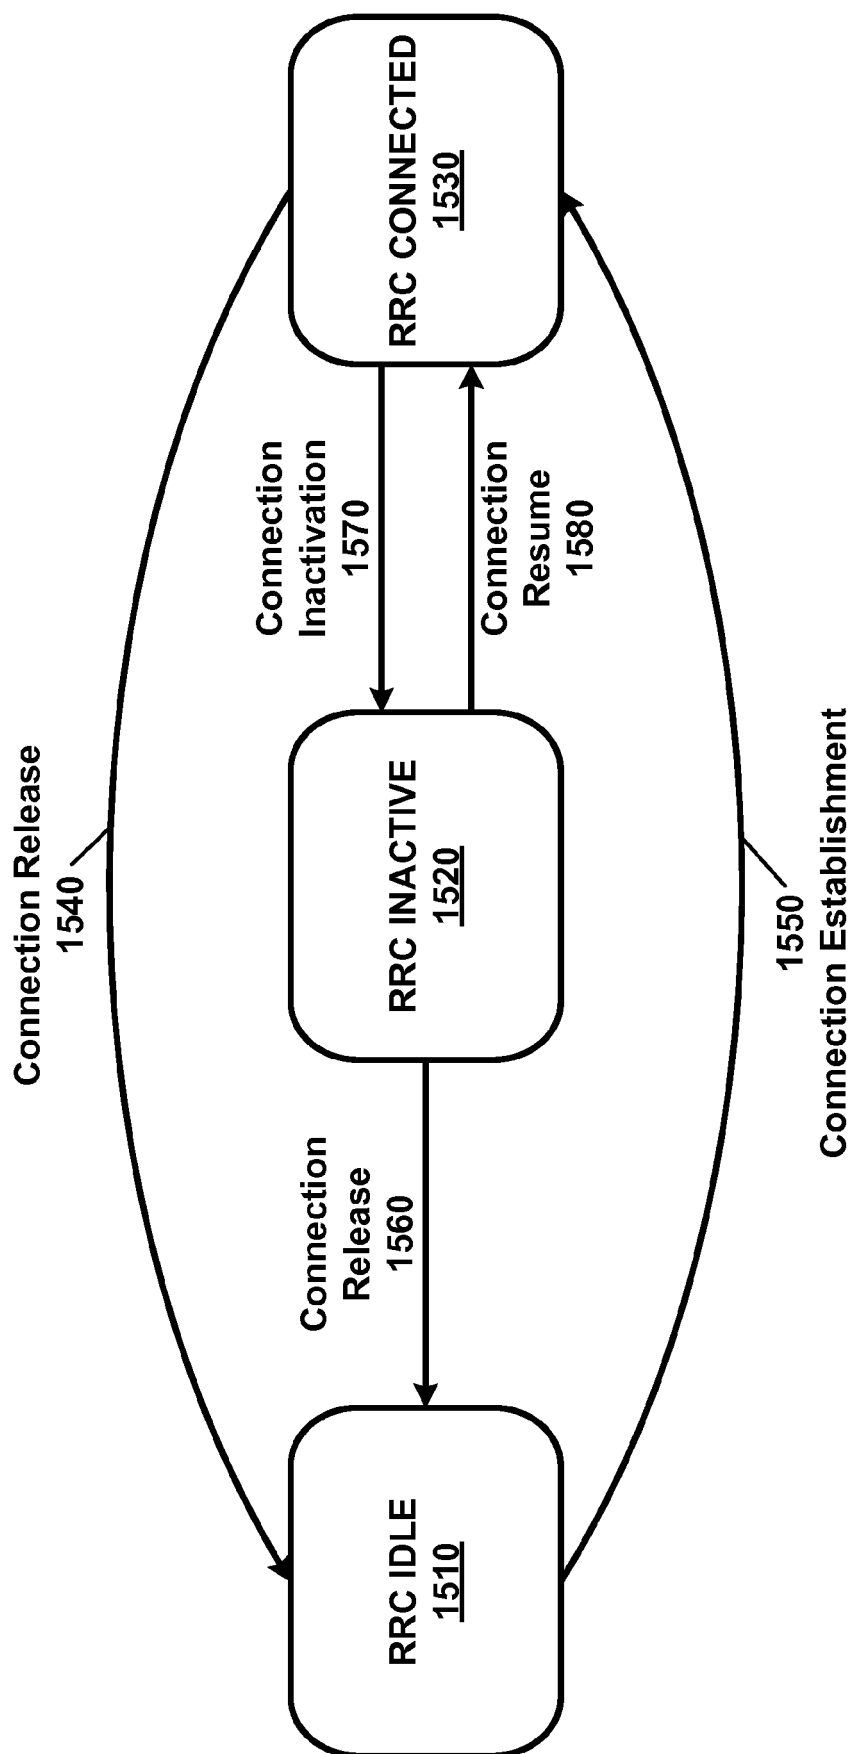 Connection Release
1540
RRC IDLE
1510
Connection
Release
1560
RRC INACTIVE
1520
Connection
Inactivation
1570
Connection
Resume
1580
RRC CONNECTED
1530
1550
Connection Establishment